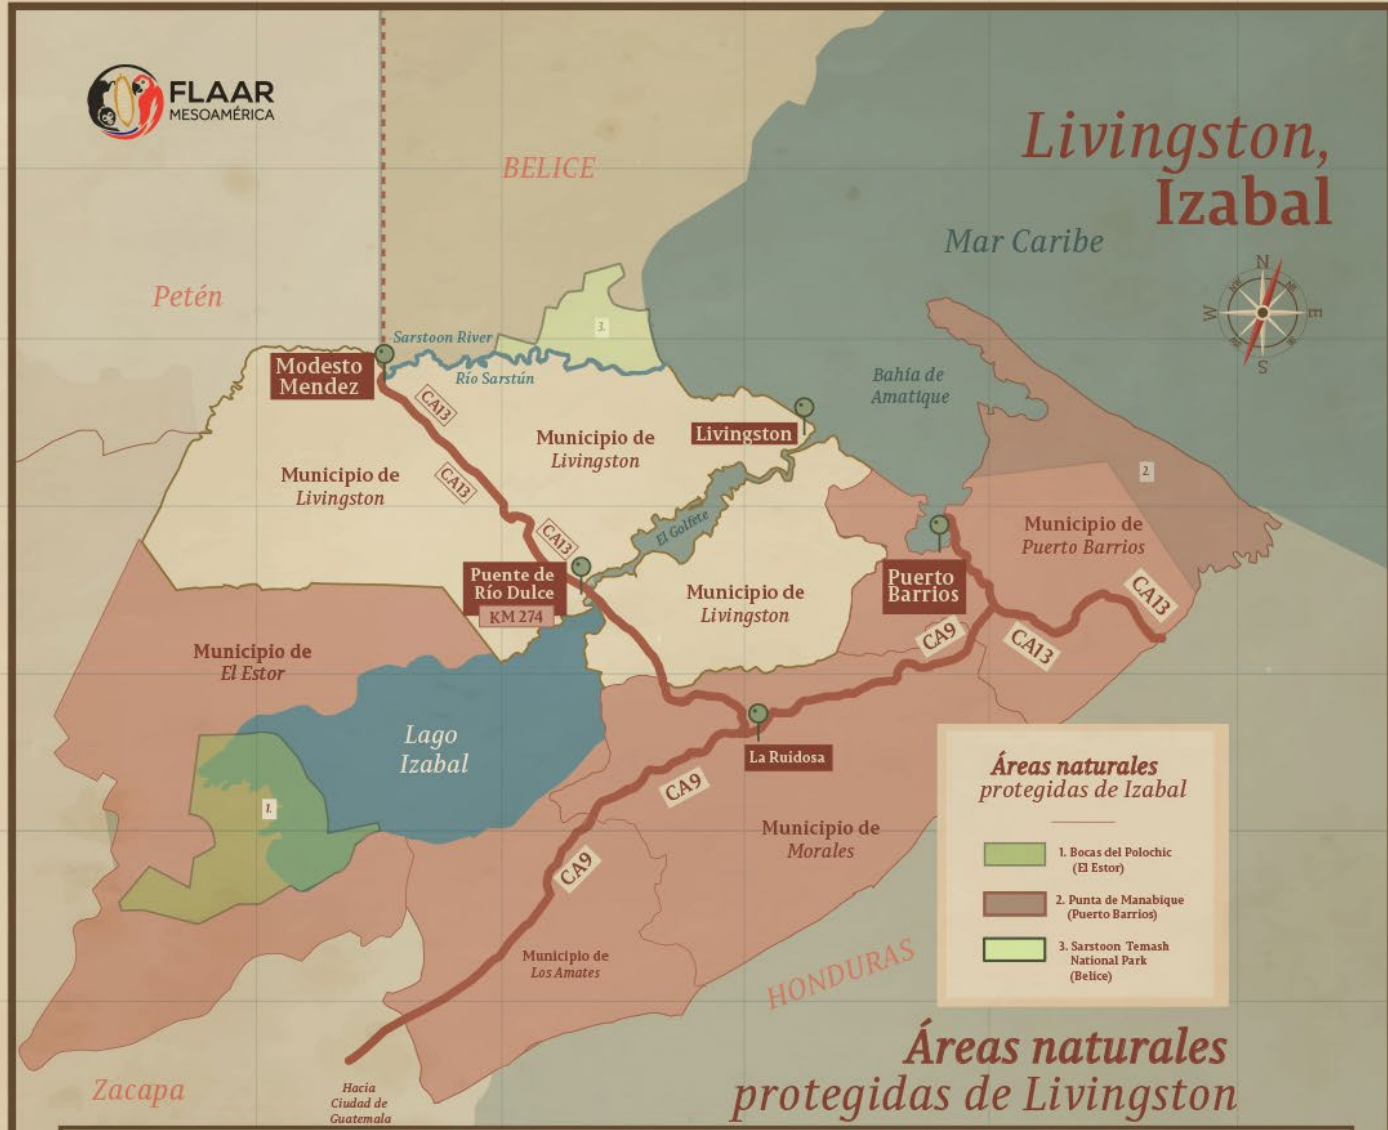 FLAAR
MESOAMÉRICA
Livingston,
Izabal
BELICE
Mar Caribe
Petén
N
NW
NE
W
E
S
3.
Sarstoon River
Río Sarstún
Modesto
Mendez
Bahía de
Amatique
CA13
Livingston
Municipio de
Livingston
Municipio de
Livingston
2.
CA13
El Golfete
CA13
Municipio de
Puerto Barrios
Puente de
Río Dulce
KM 274
Puerto
Barrios
Municipio de
Livingston
CA13
CA9
CA13
Municipio de
El Estor
Lago
Izabal
La Ruidosa
CA9
1.
Municipio de
Morales
CA9
Áreas naturales
protegidas de Izabal
1. Bocas del Polochic
(El Estor)
2. Punta de Manabique
(Puerto Barrios)
3. Sarstoon Temash
National Park
(Belice)
Municipio de
Los Amates
HONDURAS
Zacapa
Hacia
Ciudad de
Guatemala
Áreas naturales
protegidas de Livingston